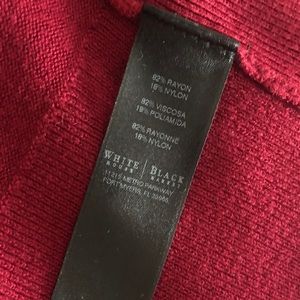 82% RAYON
18% NYLON
82% VISCOSA
18% POLIAMIDA
82% RAYONNE
18% NYLON
WHITE | BLACK
HOUSE | MARKET
11215 METRO PARKWAY
FORT MYERS, FL 33966